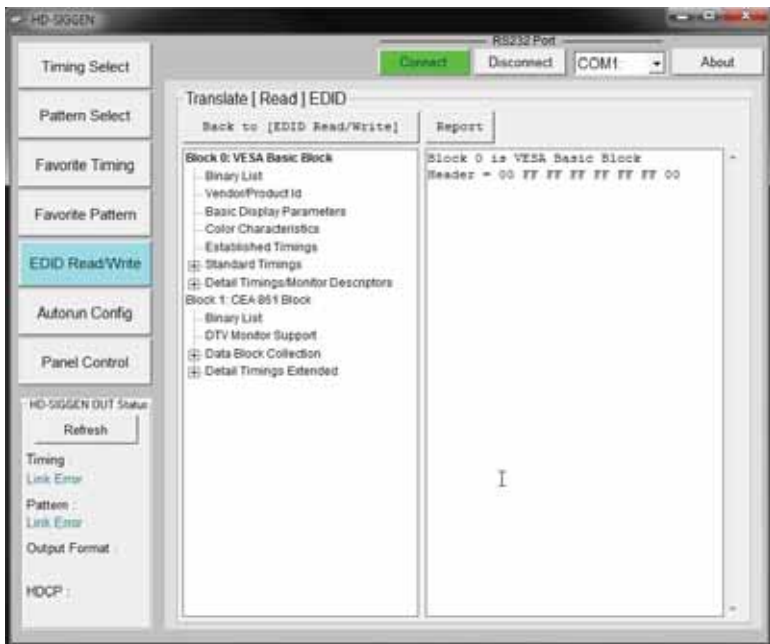 HD-SIGGEN
RS232 Port
Connect
Disconnect
COM1
About
Timing Select
Pattern Select
Favorite Timing
Favorite Pattern
EDID Read/Write
Autorun Config
Panel Control
HD-SIGGEN OUT Status
Refresh
Timing :
Link Error
Pattern :
Link Error
Output Format :
HDCP :
Translate [ Read ] EDID
Back to [EDID Read/Write]
Report
Block 0: VESA Basic Block
Binary List
Vendor/Product Id
Basic Display Parameters
Color Characteristics
Established Timings
Standard Timings
Detail Timings/Monitor Descriptors
Block 1: CEA 861 Block
Binary List
DTV Monitor Support
Data Block Collection
Detail Timings Extended
Block 0 is VESA Basic Block
Header = 00 FF FF FF FF FF FF 00